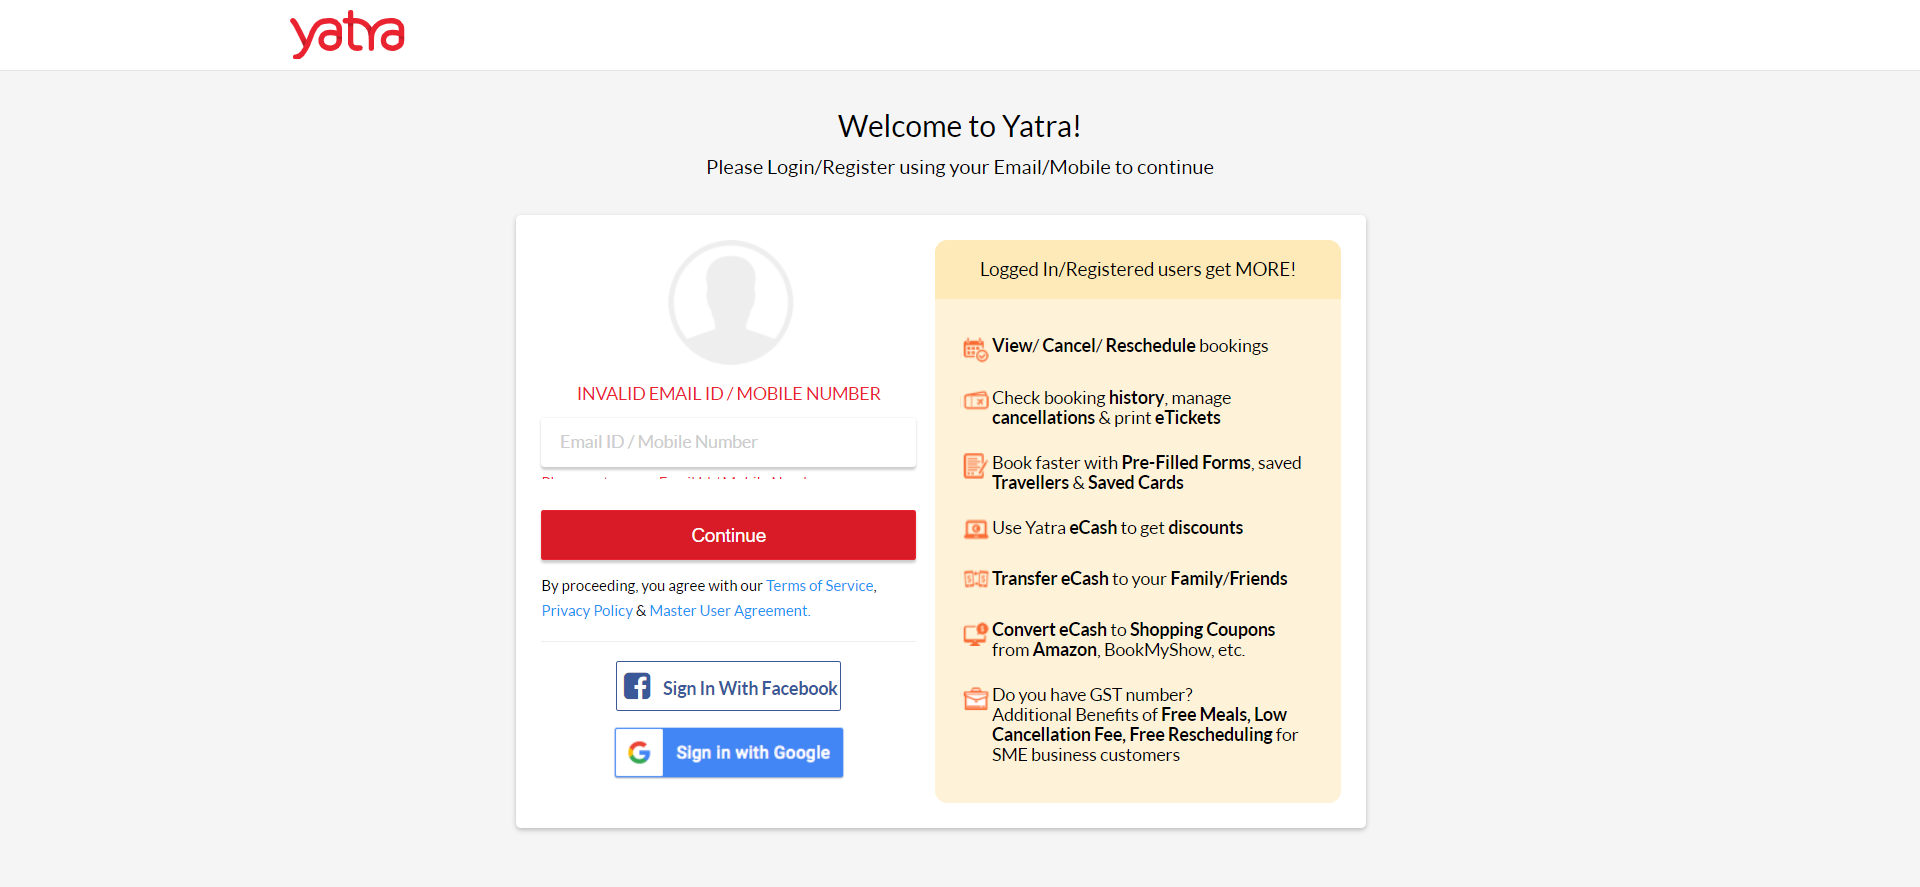 yatra
Welcome to Yatra!
Please Login/Register using your Email/Mobile to continue
INVALID EMAIL ID / MOBILE NUMBER
Email ID / Mobile Number
Continue
By proceeding, you agree with our Terms of Service,
Privacy Policy & Master User Agreement.
Sign In With Facebook
Sign in with Google
Logged In/Registered users get MORE!
View/ Cancel/ Reschedule bookings
Check booking history, manage
cancellations & print eTickets
Book faster with Pre-Filled Forms, saved
Travellers & Saved Cards
Use Yatra eCash to get discounts
Transfer eCash to your Family/Friends
Convert eCash to Shopping Coupons
from Amazon, BookMyShow, etc.
Do you have GST number?
Additional Benefits of Free Meals, Low
Cancellation Fee, Free Rescheduling for
SME business customers